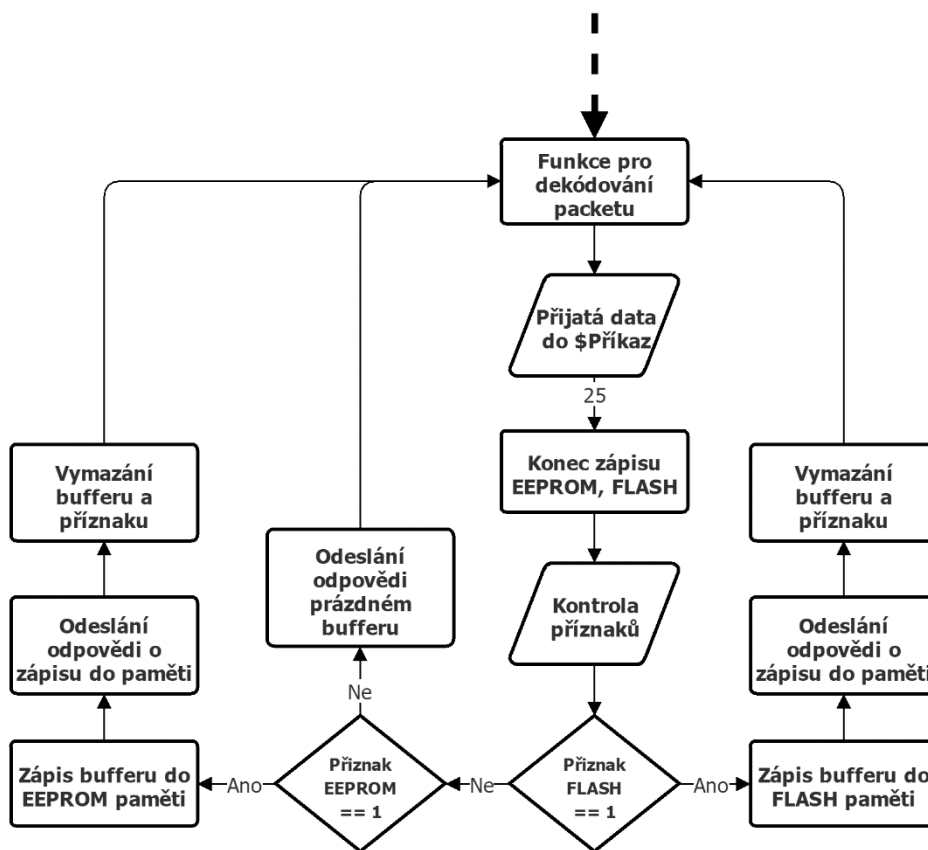 Funkce pro
dekódování
packetu
Přijatá data
do $Příkaz
25
Konec zápisu
EEPROM, FLASH
Kontrola
příznaků
Přiznak
FLASH
== 1
Ano
Zápis bufferu do
FLASH paměti
Odeslání
odpovědi o
zápisu do paměti
Vymazání
bufferu a
příznaku
Ne
Přiznak
EEPROM
== 1
Ne
Odeslání
odpovědi
prázdném
bufferu
Ano
Zápis bufferu do
EEPROM paměti
Odeslání
odpovědi o
zápisu do paměti
Vymazání
bufferu a
příznaku